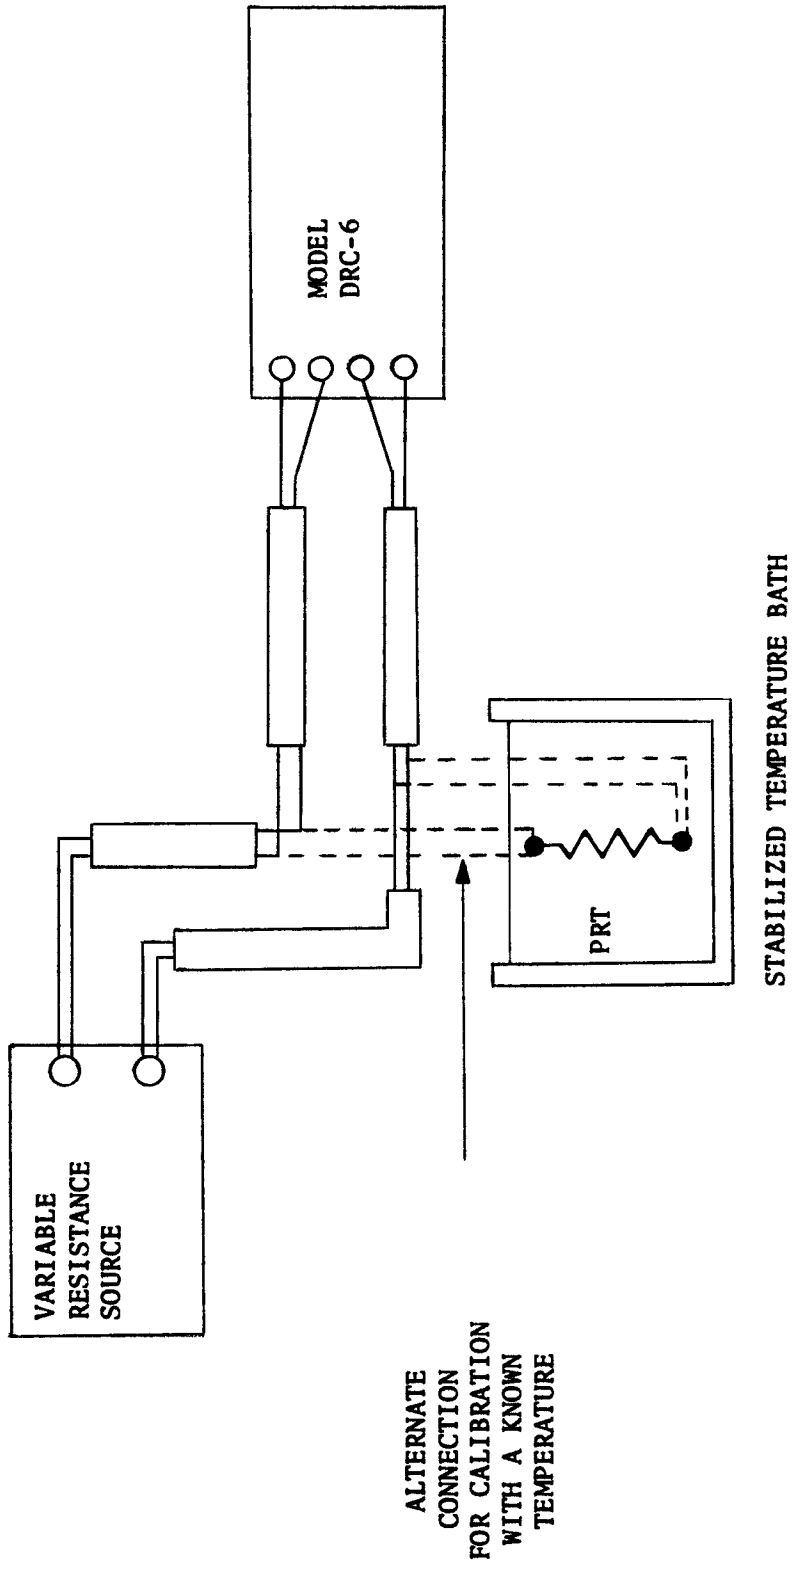 VARIABLE
RESISTANCE
SOURCE
MODEL
DRC-6
ALTERNATE
CONNECTION
FOR CALIBRATION
WITH A KNOWN
TEMPERATURE
PRT
STABILIZED TEMPERATURE BATH